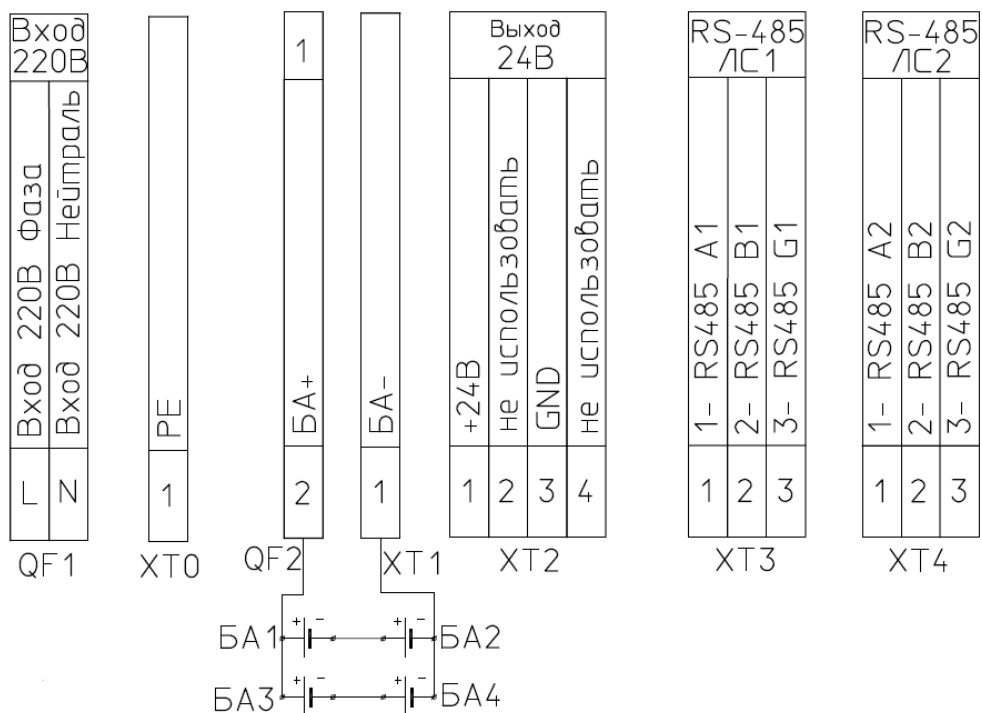 Вход
220В
Вход 220В Фаза
Вход 220В Нейтраль
L
N
QF1
PE
1
XT0
1
БА+
2
QF2
БА-
1
XT1
Выход
24В
+24В
не использовать
GND
не использовать
1
2
3
4
XT2
RS-485
ЛС1
1- RS485 A1
2- RS485 B1
3- RS485 G1
1
2
3
XT3
RS-485
ЛС2
1- RS485 A2
2- RS485 B2
3- RS485 G2
1
2
3
XT4
БА1
+
-
+
-
БА2
БА3
+
-
+
-
БА4